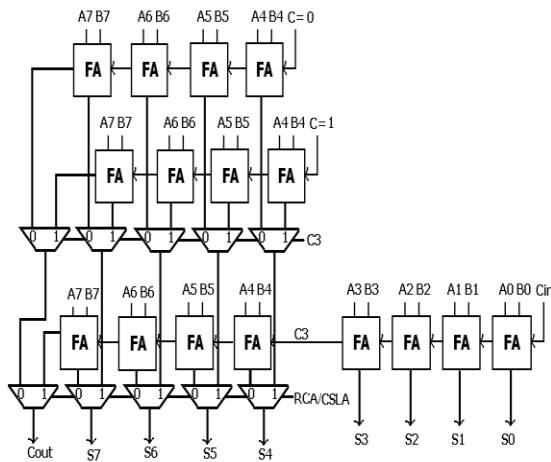 A7 B7 A6 B6 A5 B5 A4 B4 C= 0
FA FA FA FA
A7 B7 A6 B6 A5 B5 A4 B4 C= 1
FA FA FA FA
0 1 0 1 0 1 0 1 0 1 C3
A7 B7 A6 B6 A5 B5 A4 B4 A3 B3 A2 B2 A1 B1 A0 B0 Cin
C3
FA FA FA FA FA FA FA FA
0 1 0 1 0 1 0 1 0 1 RCA/CSLA
Cout S7 S6 S5 S4 S3 S2 S1 S0